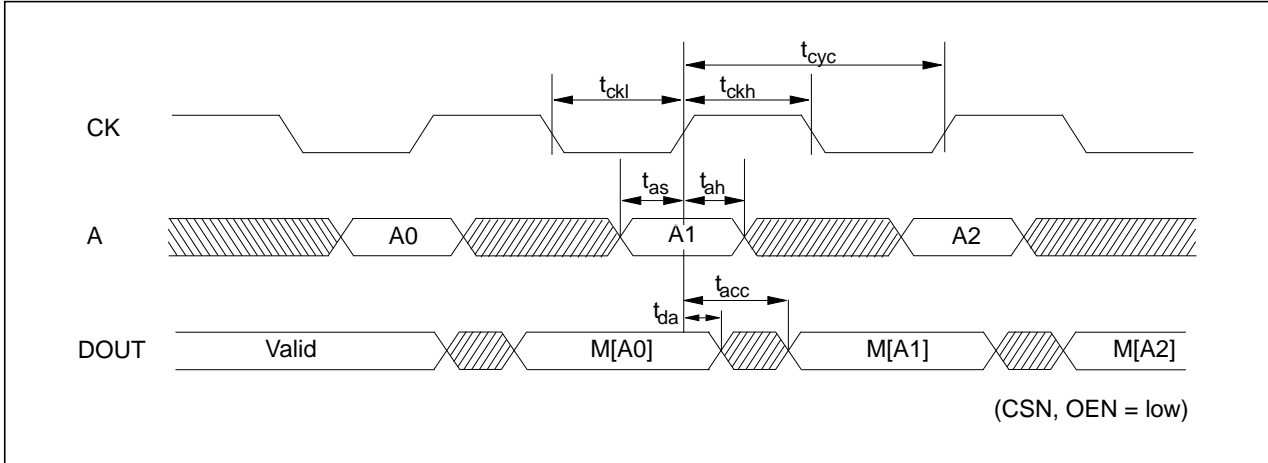 tcyc
tckl
tckh
CK
tas
tah
A
A0
A1
A2
tacc
tda
DOUT
Valid
M[A0]
M[A1]
M[A2]
(CSN, OEN = low)